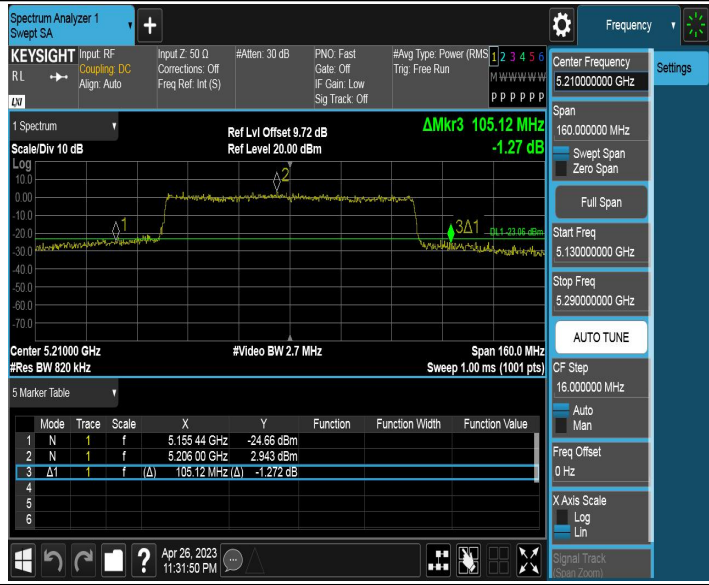 Spectrum Analyzer 1
Swept SA
Frequency
KEYSIGHT
RL
LXI
Input: RF
Coupling: DC
Align: Auto
Input Z: 50 Ω
Corrections: Off
Freq Ref: Int (S)
#Atten: 30 dB
PNO: Fast
Gate: Off
IF Gain: Low
Sig Track: Off
#Avg Type: Power (RMS
Trig: Free Run
1 2 3 4 5 6
M W W W W W
P P P P P P
Center Frequency
5.210000000 GHz
Settings
Span
160.000000 MHz
Swept Span
Zero Span
Full Span
Start Freq
5.130000000 GHz
Stop Freq
5.290000000 GHz
AUTO TUNE
CF Step
16.000000 MHz
Auto
Man
Freq Offset
0 Hz
X Axis Scale
Log
Lin
Signal Track
(Span Zoom)
1 Spectrum
Scale/Div 10 dB
Ref Lvl Offset 9.72 dB
Ref Level 20.00 dBm
ΔMkr3 105.12 MHz
-1.27 dB
Log
10.0
0.00
-10.0
-20.0
-30.0
-40.0
-50.0
-60.0
-70.0
1
2
3Δ1
DL1 -23.06 dBm
Center 5.21000 GHz
#Res BW 820 kHz
#Video BW 2.7 MHz
Span 160.0 MHz
Sweep 1.00 ms (1001 pts)
5 Marker Table
Mode Trace Scale X Y Function Function Width Function Value
1 N 1 f 5.155 44 GHz -24.66 dBm
2 N 1 f 5.206 00 GHz 2.943 dBm
3 Δ1 1 f (Δ) 105.12 MHz (Δ) -1.272 dB
4
5
6
?
Apr 26, 2023
11:31:50 PM